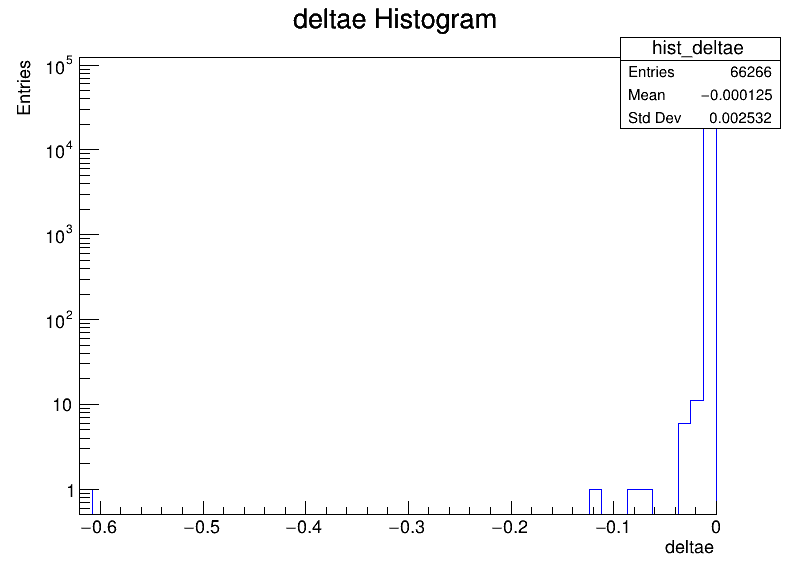 deltae Histogram
hist_deltae
Entries 66266
Mean −0.000125
Std Dev 0.002532
Entries
10^5
10^4
10^3
10^2
10
1
−0.6 −0.5 −0.4 −0.3 −0.2 −0.1 0
deltae